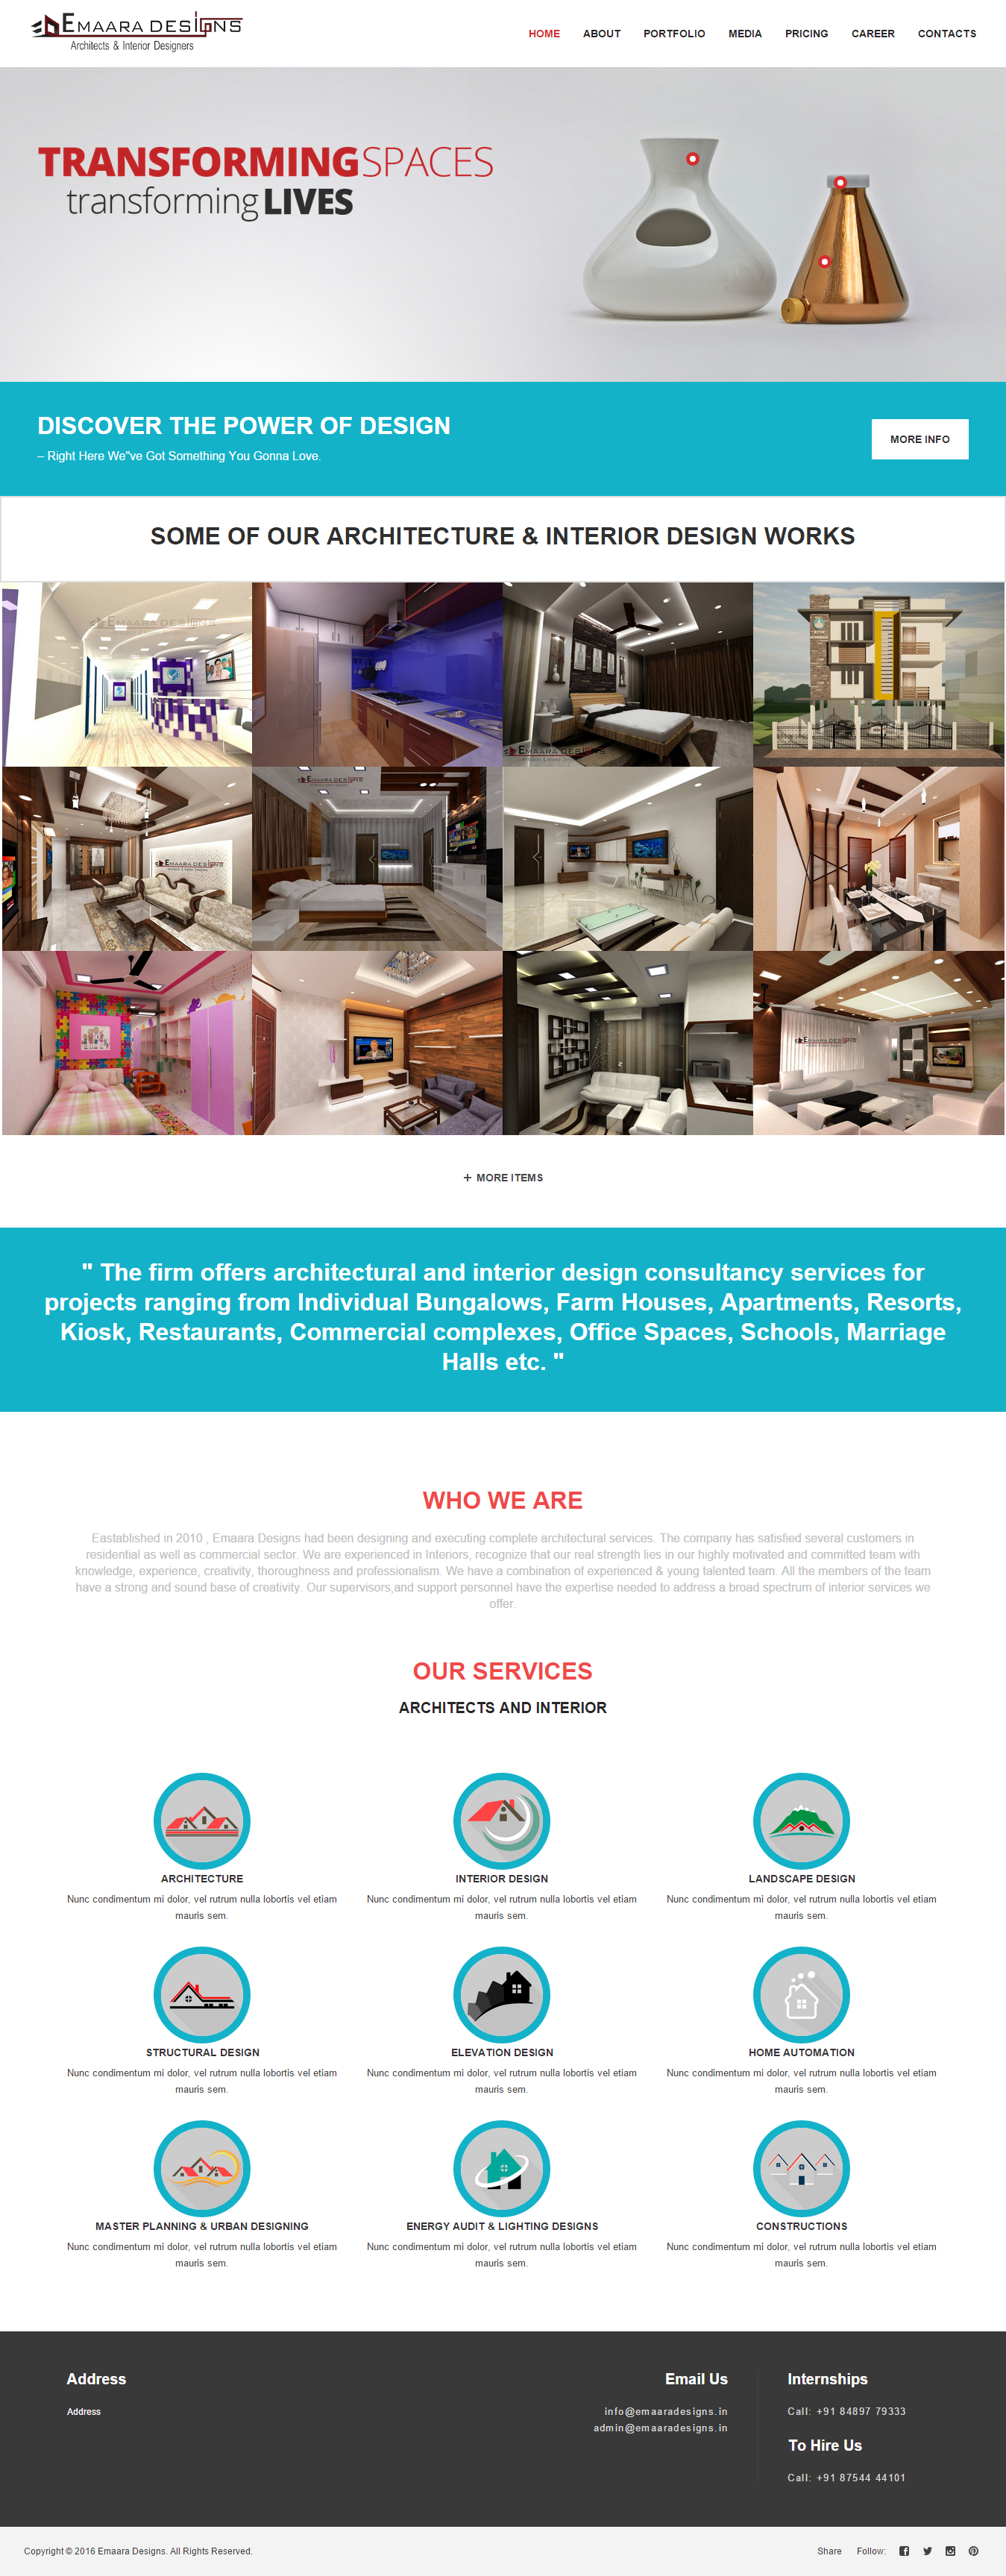 EMAARA DESIGNS
Architects & Interior Designers
HOME ABOUT PORTFOLIO MEDIA PRICING CAREER CONTACTS
TRANSFORMING SPACES
transforming LIVES
DISCOVER THE POWER OF DESIGN
– Right Here We"ve Got Something You Gonna Love.
MORE INFO
SOME OF OUR ARCHITECTURE & INTERIOR DESIGN WORKS
EMAARA DESIGNS
EMAARA DESIGNS
EMAARA DESIGNS
EMAARA DESIGNS
EMAARA DESIGNS
+ MORE ITEMS
" The firm offers architectural and interior design consultancy services for
projects ranging from Individual Bungalows, Farm Houses, Apartments, Resorts,
Kiosk, Restaurants, Commercial complexes, Office Spaces, Schools, Marriage
Halls etc. "
WHO WE ARE
Eastablished in 2010 , Emaara Designs had been designing and executing complete architectural services. The company has satisfied several customers in
residential as well as commercial sector. We are experienced in Interiors, recognize that our real strength lies in our highly motivated and committed team with
knowledge, experience, creativity, thoroughness and professionalism. We have a combination of experienced & young talented team. All the members of the team
have a strong and sound base of creativity. Our supervisors,and support personnel have the expertise needed to address a broad spectrum of interior services we
offer.
OUR SERVICES
ARCHITECTS AND INTERIOR
ARCHITECTURE
Nunc condimentum mi dolor, vel rutrum nulla lobortis vel etiam
mauris sem.
INTERIOR DESIGN
Nunc condimentum mi dolor, vel rutrum nulla lobortis vel etiam
mauris sem.
LANDSCAPE DESIGN
Nunc condimentum mi dolor, vel rutrum nulla lobortis vel etiam
mauris sem.
STRUCTURAL DESIGN
Nunc condimentum mi dolor, vel rutrum nulla lobortis vel etiam
mauris sem.
ELEVATION DESIGN
Nunc condimentum mi dolor, vel rutrum nulla lobortis vel etiam
mauris sem.
HOME AUTOMATION
Nunc condimentum mi dolor, vel rutrum nulla lobortis vel etiam
mauris sem.
MASTER PLANNING & URBAN DESIGNING
Nunc condimentum mi dolor, vel rutrum nulla lobortis vel etiam
mauris sem.
ENERGY AUDIT & LIGHTING DESIGNS
Nunc condimentum mi dolor, vel rutrum nulla lobortis vel etiam
mauris sem.
CONSTRUCTIONS
Nunc condimentum mi dolor, vel rutrum nulla lobortis vel etiam
mauris sem.
Address
Address
Email Us
info@emaaradesigns.in
admin@emaaradesigns.in
Internships
Call: +91 84897 79333
To Hire Us
Call: +91 87544 44101
Copyright © 2016 Emaara Designs. All Rights Reserved.
Share Follow: